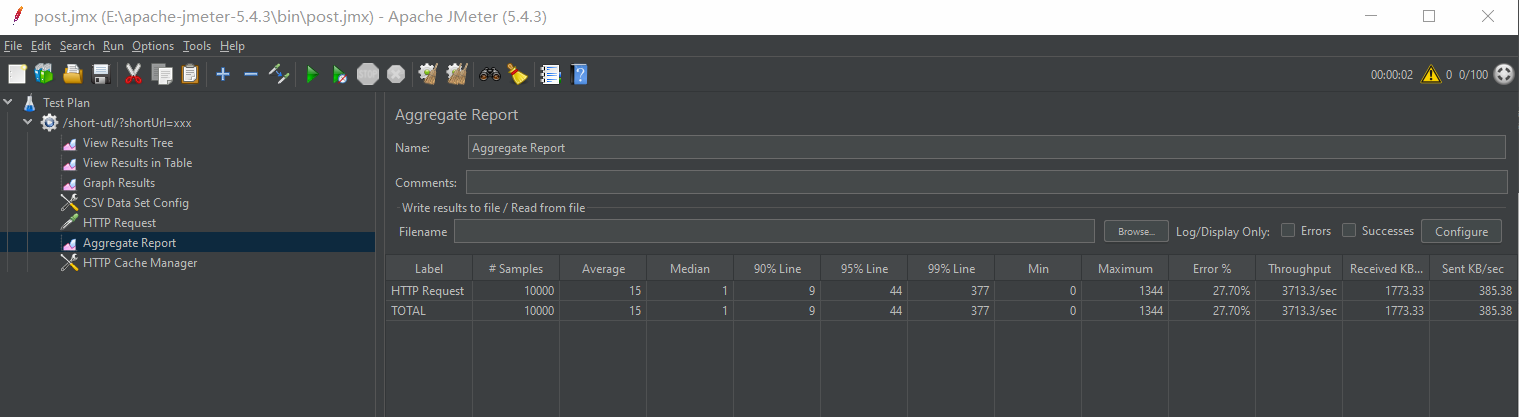 post.jmx (E:\apache-jmeter-5.4.3\bin\post.jmx) - Apache JMeter (5.4.3)
File Edit Search Run Options Tools Help
STOP
00:00:02 0 0/100
Test Plan
/short-utl/?shortUrl=xxx
View Results Tree
View Results in Table
Graph Results
CSV Data Set Config
HTTP Request
Aggregate Report
HTTP Cache Manager
Aggregate Report
Name: Aggregate Report
Comments:
Write results to file / Read from file
Filename Browse... Log/Display Only: Errors Successes Configure
Label # Samples Average Median 90% Line 95% Line 99% Line Min Maximum Error % Throughput Received KB... Sent KB/sec
HTTP Request 10000 15 1 9 44 377 0 1344 27.70% 3713.3/sec 1773.33 385.38
TOTAL 10000 15 1 9 44 377 0 1344 27.70% 3713.3/sec 1773.33 385.38